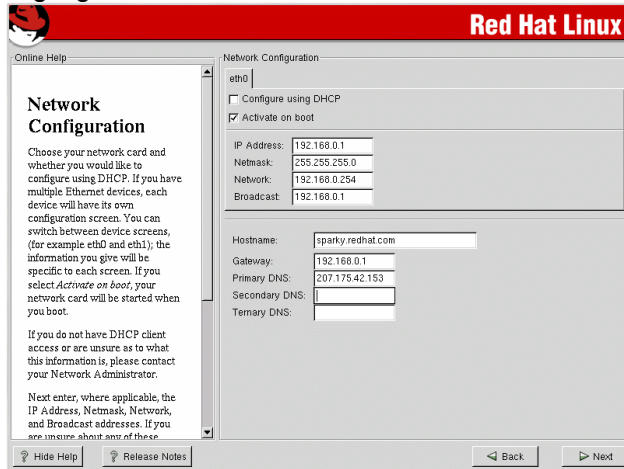 Red Hat Linux
Online Help
Network
Configuration
Choose your network card and
whether you would like to
configure using DHCP. If you have
multiple Ethernet devices, each
device will have its own
configuration screen. You can
switch between device screens,
(for example eth0 and eth1); the
information you give will be
specific to each screen. If you
select Activate on boot, your
network card will be started when
you boot.
If you do not have DHCP client
access or are unsure as to what
this information is, please contact
your Network Administrator.
Next enter, where applicable, the
IP Address, Netmask, Network,
and Broadcast addresses. If you
are unsure about any of these
Network Configuration
eth0
Configure using DHCP
Activate on boot
IP Address: 192.168.0.1
Netmask: 255.255.255.0
Network: 192.168.0.254
Broadcast: 192.168.0.1
Hostname: sparky.redhat.com
Gateway: 192.168.0.1
Primary DNS: 207.175.42.153
Secondary DNS:
Ternary DNS:
Hide Help
Release Notes
Back
Next